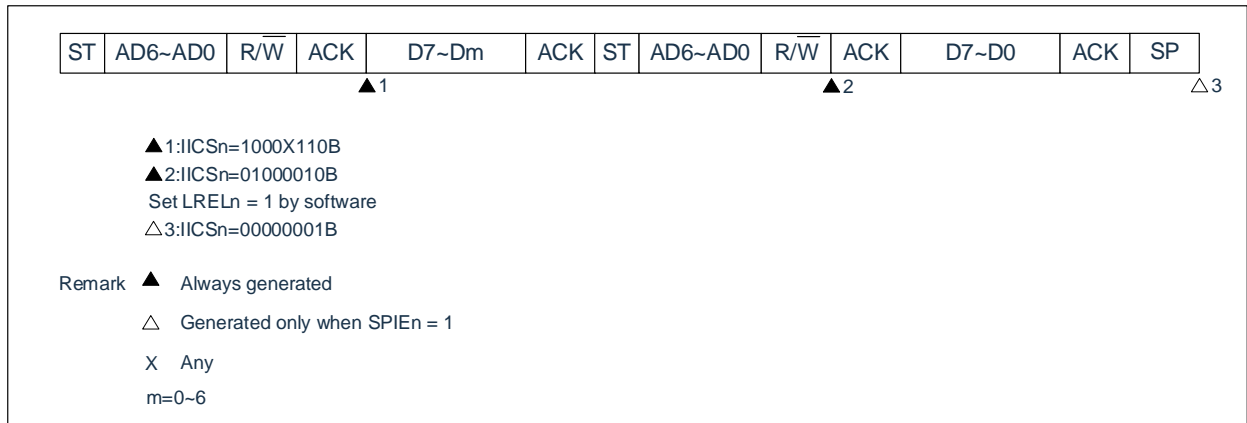 ST AD6~AD0 R/W̅ ACK D7~Dm ACK ST AD6~AD0 R/W̅ ACK D7~D0 ACK SP
▲1 ▲2 △3
▲1:IICSn=1000X110B
▲2:IICSn=01000010B
Set LRELn = 1 by software
△3:IICSn=00000001B
Remark ▲ Always generated
△ Generated only when SPIEn = 1
X Any
m=0~6